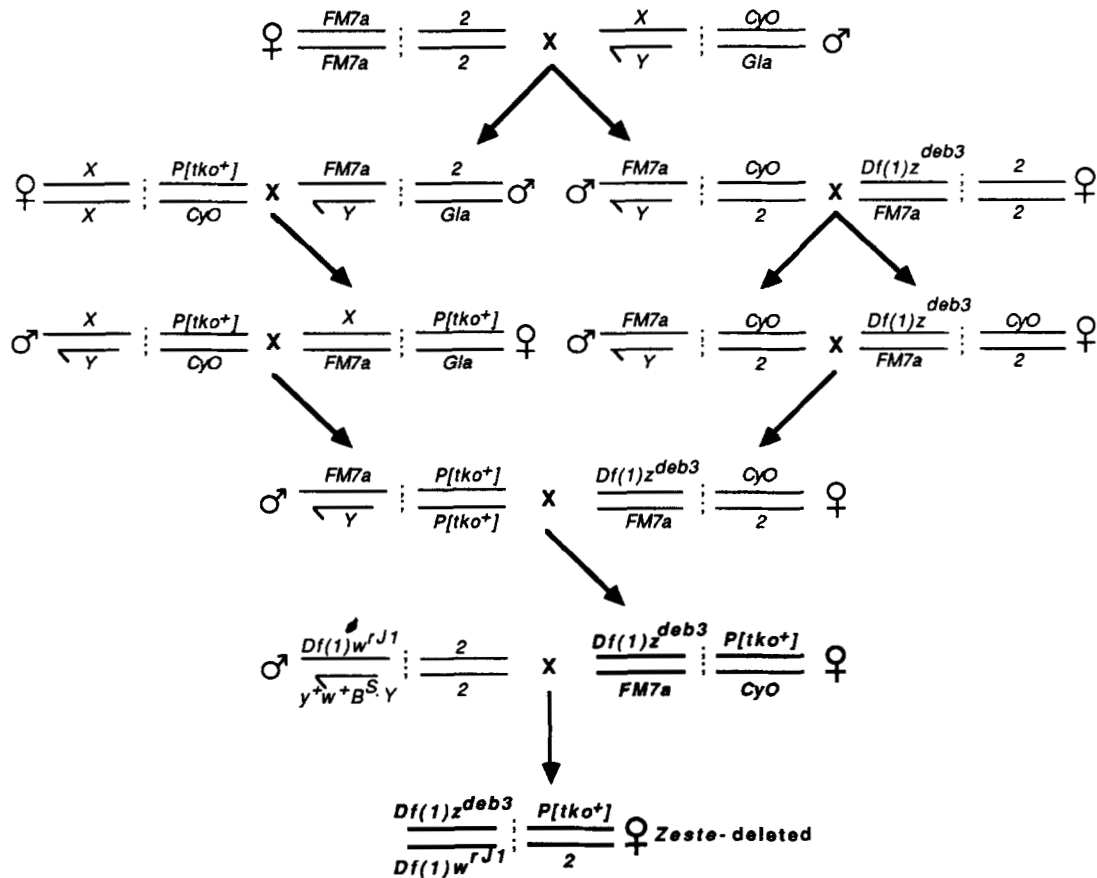 FM7a 2 X CyO
♀ X ♂
FM7a 2 Y Gla
X P[tko+] FM7a 2 FM7a CyO Df(1)z^deb3 2
♀ X ♂ ♂ X ♀
X CyO Y Gla Y 2 FM7a 2
X P[tko+] X P[tko+] FM7a CyO Df(1)z^deb3 CyO
♂ X ♀ ♂ X ♀
Y CyO FM7a Gla Y 2 FM7a 2
FM7a P[tko+] Df(1)z^deb3 CyO
♂ X ♀
Y P[tko+] FM7a 2
Df(1)w^rJ1 2 Df(1)z^deb3 P[tko+]
♂ X ♀
y+w+B^S.Y 2 FM7a CyO
Df(1)z^deb3 P[tko+]
♀ Zeste-deleted
Df(1)w^rJ1 2